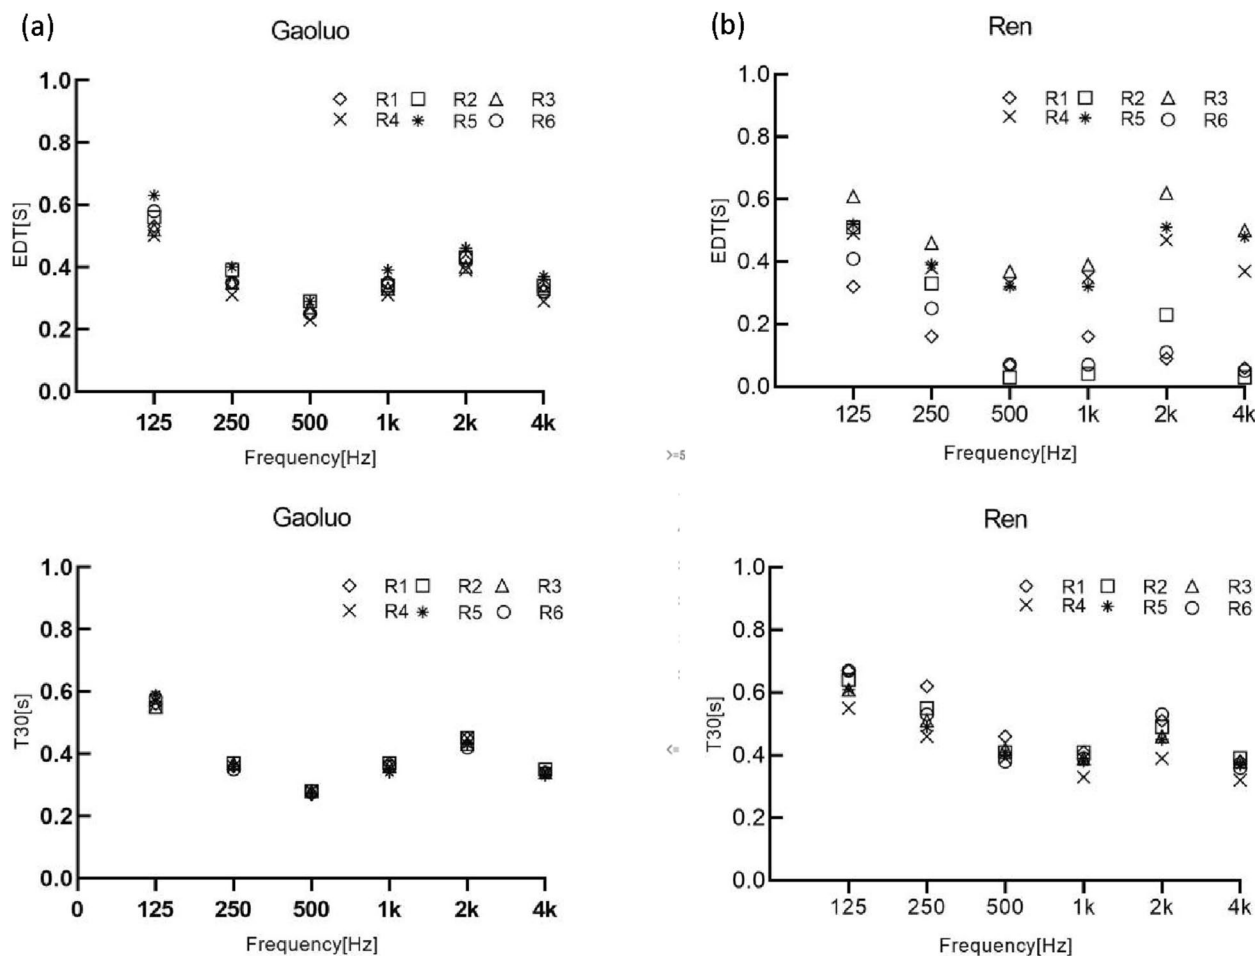 (a)
Gaoluo
1.0
0.8
0.6
0.4
0.2
0.0
EDT[S]
R1 R2 R3
R4 R5 R6
125 250 500 1k 2k 4k
Frequency[Hz]
(b)
Ren
1.0
0.8
0.6
0.4
0.2
0.0
EDT[S]
R1 R2 R3
R4 R5 R6
125 250 500 1k 2k 4k
Frequency[Hz]
>=5
<=
Gaoluo
1.0
0.8
0.6
0.4
0.2
0.0
T30[s]
R1 R2 R3
R4 R5 R6
0 125 250 500 1k 2k 4k
Frequency[Hz]
Ren
1.0
0.8
0.6
0.4
0.2
0.0
T30[s]
R1 R2 R3
R4 R5 R6
125 250 500 1k 2k 4k
Frequency[Hz]